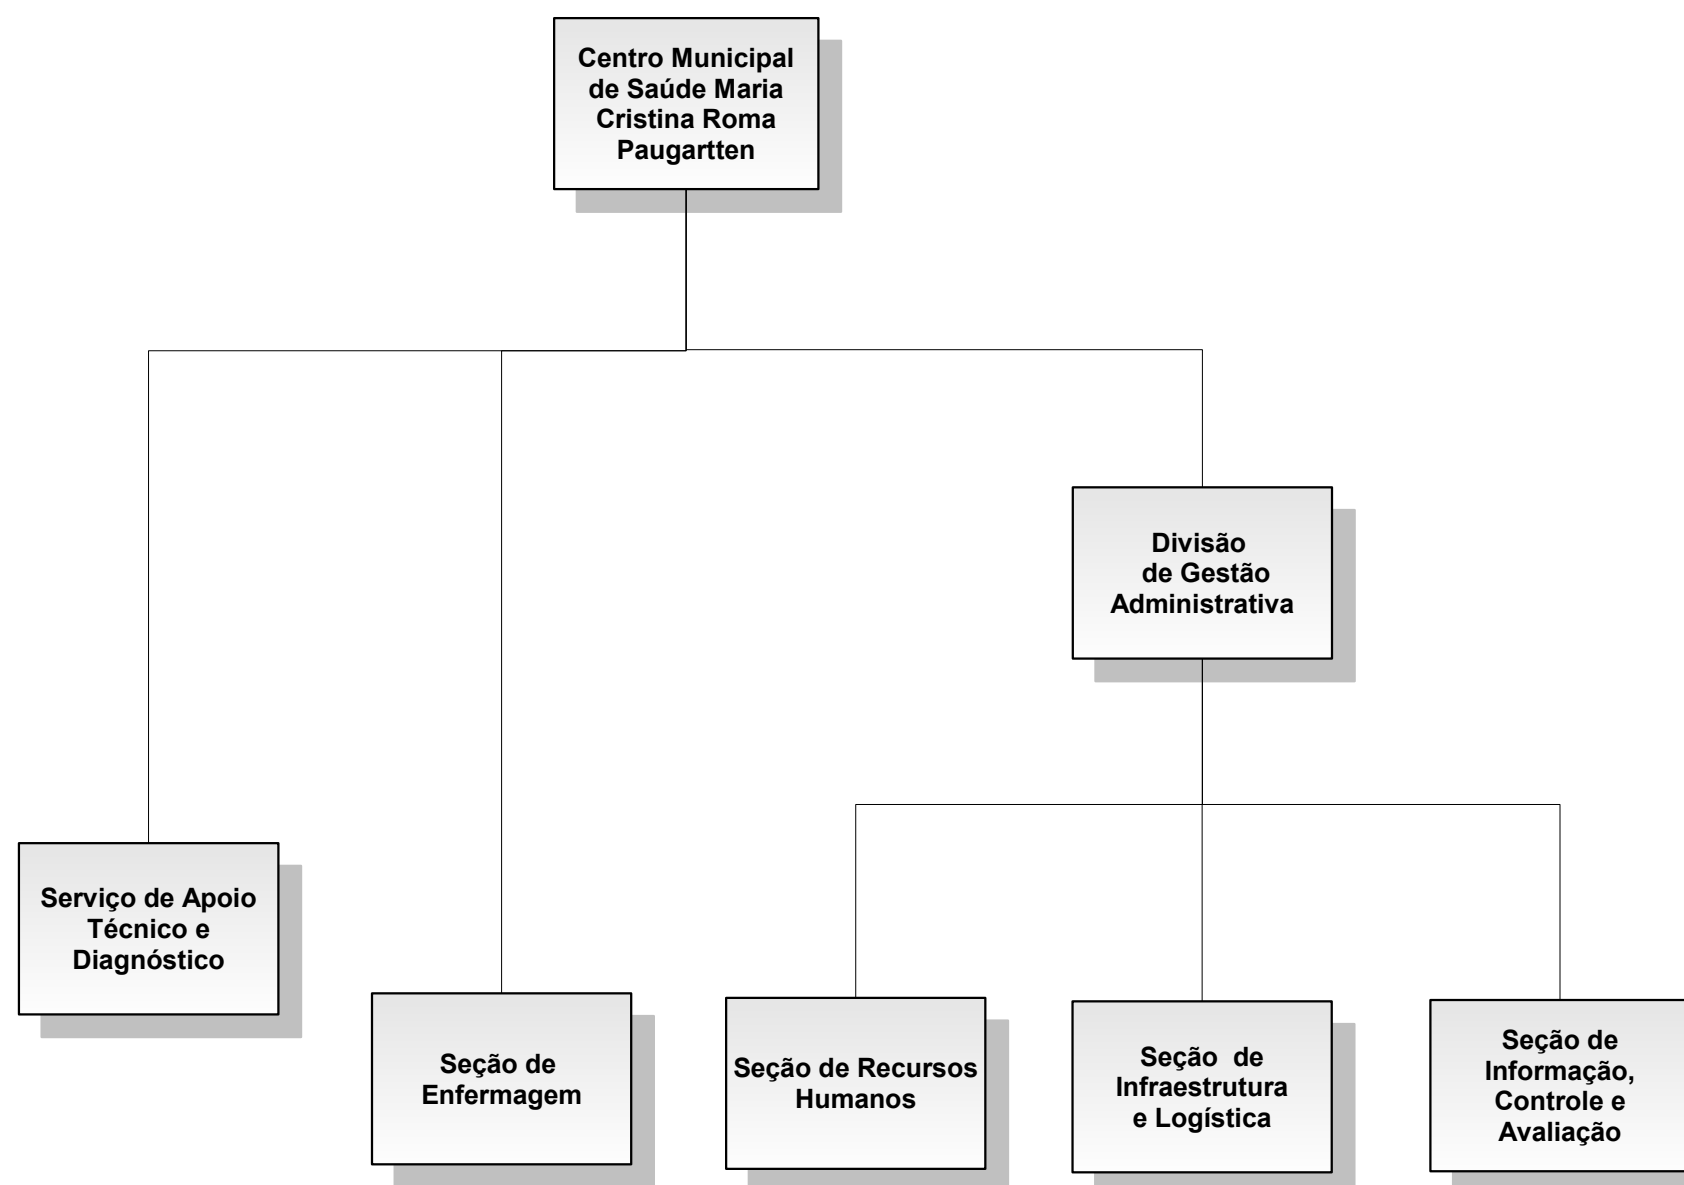 Centro Municipal
de Saúde Maria
Cristina Roma
Paugartten
Divisão
de Gestão
Administrativa
Serviço de Apoio
Técnico e
Diagnóstico
Seção de
Enfermagem
Seção de Recursos
Humanos
Seção de
Infraestrutura
e Logística
Seção de
Informação,
Controle e
Avaliação